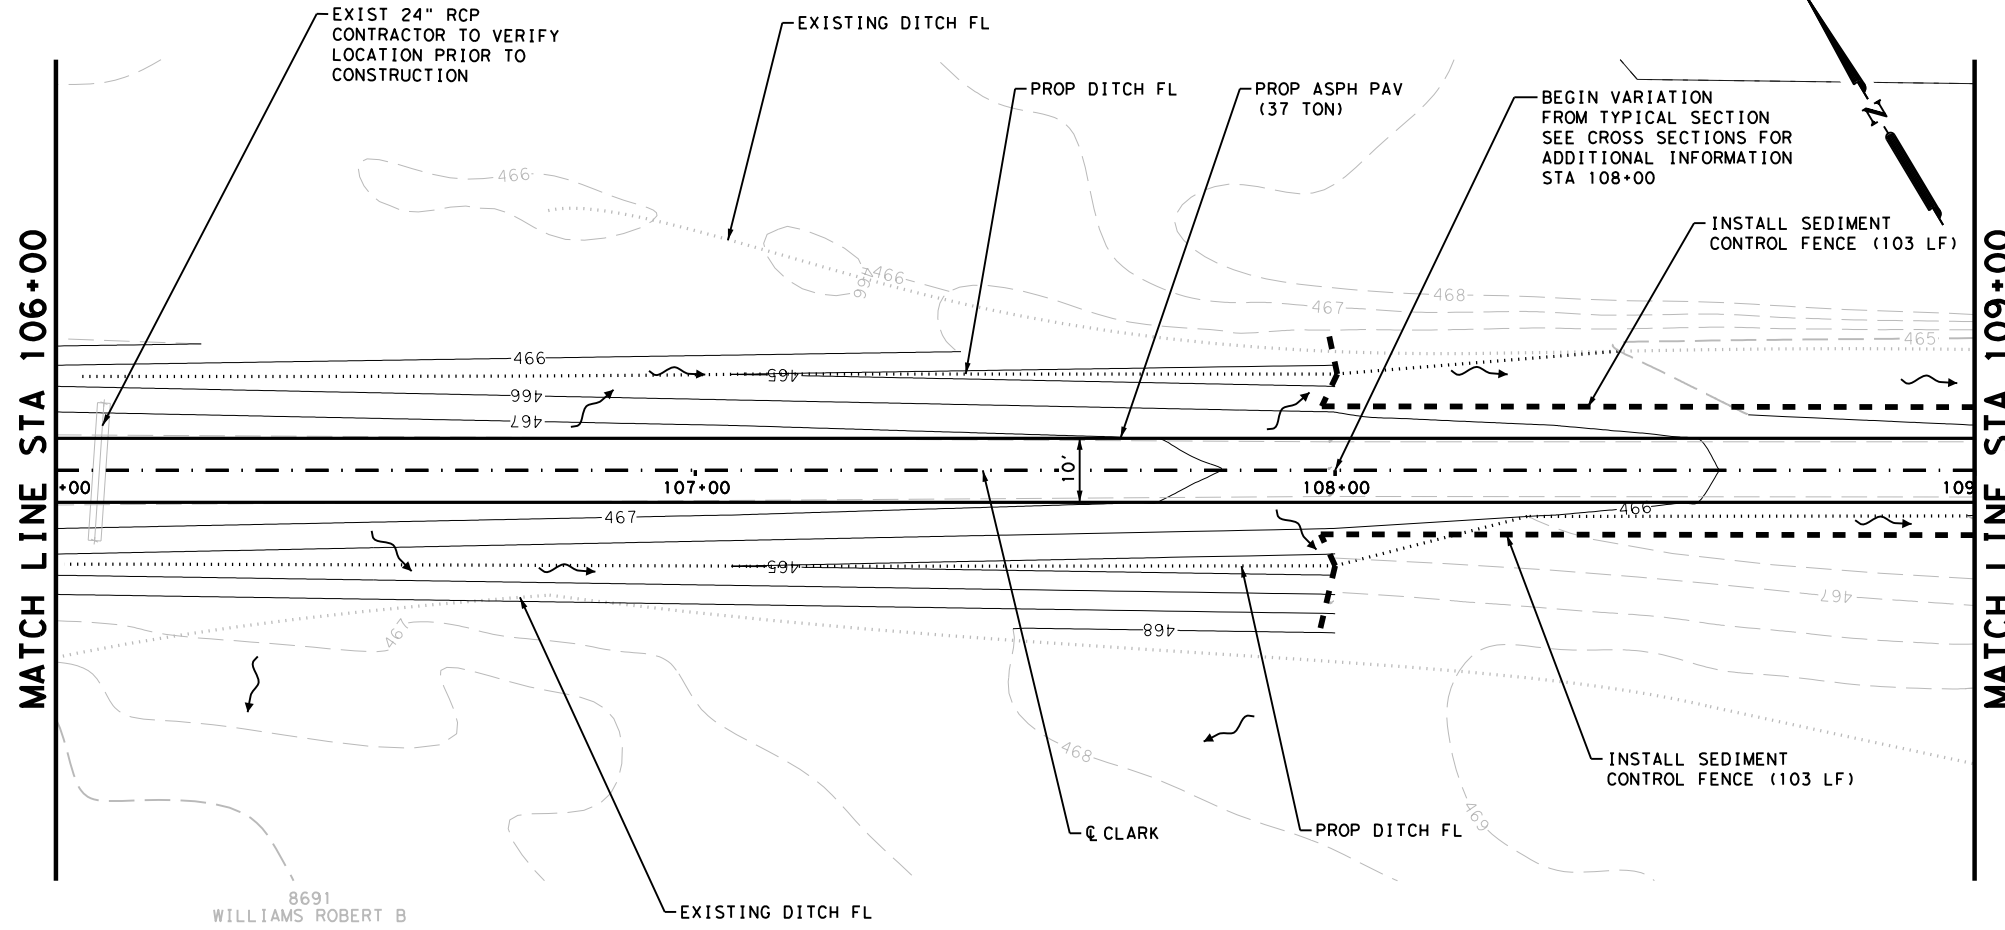 EXIST 24" RCP
CONTRACTOR TO VERIFY
LOCATION PRIOR TO
CONSTRUCTION
EXISTING DITCH FL
PROP DITCH FL
PROP ASPH PAV
(37 TON)
BEGIN VARIATION
FROM TYPICAL SECTION
SEE CROSS SECTIONS FOR
ADDITIONAL INFORMATION
STA 108+00
N
INSTALL SEDIMENT
CONTROL FENCE (103 LF)
MATCH LINE STA 106+00
MATCH LINE STA 109+00
466
466
466
468
467
465
466
465
466
467
10'
+00
107+00
108+00
109
467
466
465
467
467
468
468
469
INSTALL SEDIMENT
CONTROL FENCE (103 LF)
℄ CLARK
PROP DITCH FL
EXISTING DITCH FL
8691
WILLIAMS ROBERT B